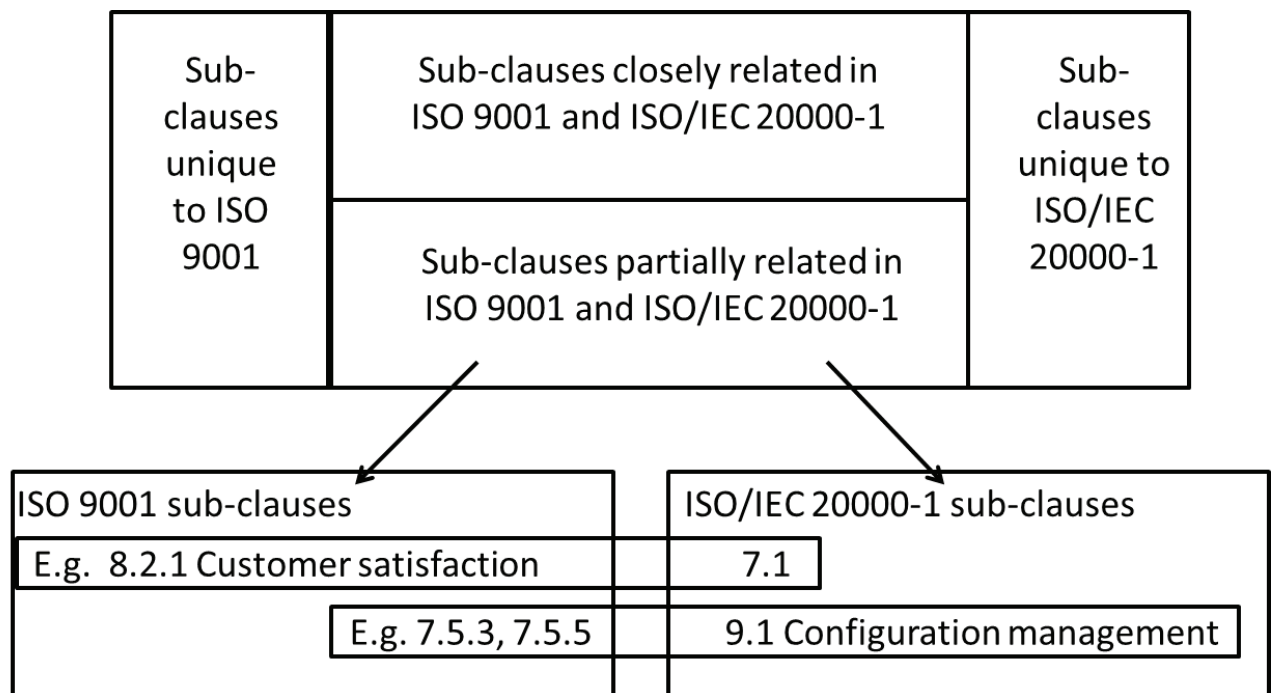 Sub-
clauses
unique
to ISO
9001
Sub-clauses closely related in
ISO 9001 and ISO/IEC 20000-1
Sub-clauses partially related in
ISO 9001 and ISO/IEC 20000-1
Sub-
clauses
unique to
ISO/IEC
20000-1
ISO 9001 sub-clauses
ISO/IEC 20000-1 sub-clauses
E.g. 8.2.1 Customer satisfaction 7.1
E.g. 7.5.3, 7.5.5 9.1 Configuration management